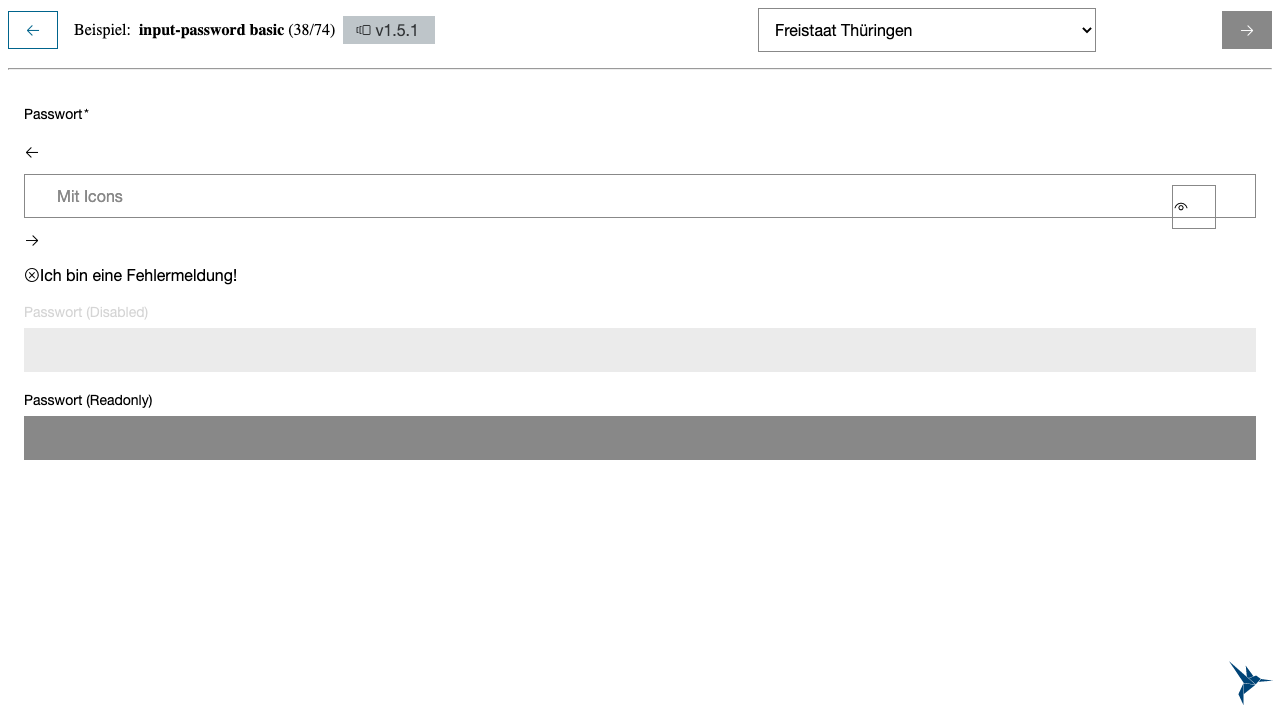 Beispiel: input-password basic (38/74) v1.5.1 Freistaat Thüringen
Passwort*
Mit Icons
Ich bin eine Fehlermeldung!
Passwort (Disabled)
Passwort (Readonly)